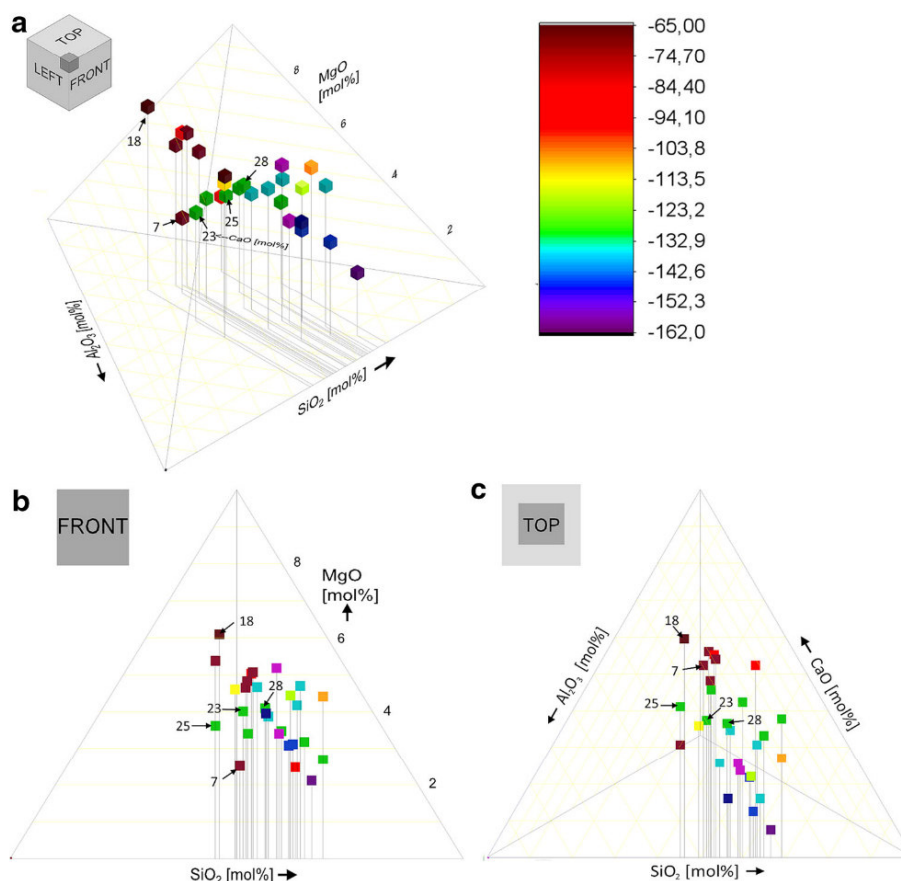 a
TOP
LEFT
FRONT
8
MgO
[mol%]
6
4
2
18
28
25
7
23
CaO [mol%]
Al₂O₃ [mol%]
SiO₂ [mol%]
-65,00
-74,70
-84,40
-94,10
-103,8
-113,5
-123,2
-132,9
-142,6
-152,3
-162,0
b
FRONT
8
MgO
[mol%]
6
4
2
18
28
23
25
7
SiO₂ [mol%]
c
TOP
18
7
25
23
28
Al₂O₃ [mol%]
CaO [mol%]
SiO₂ [mol%]